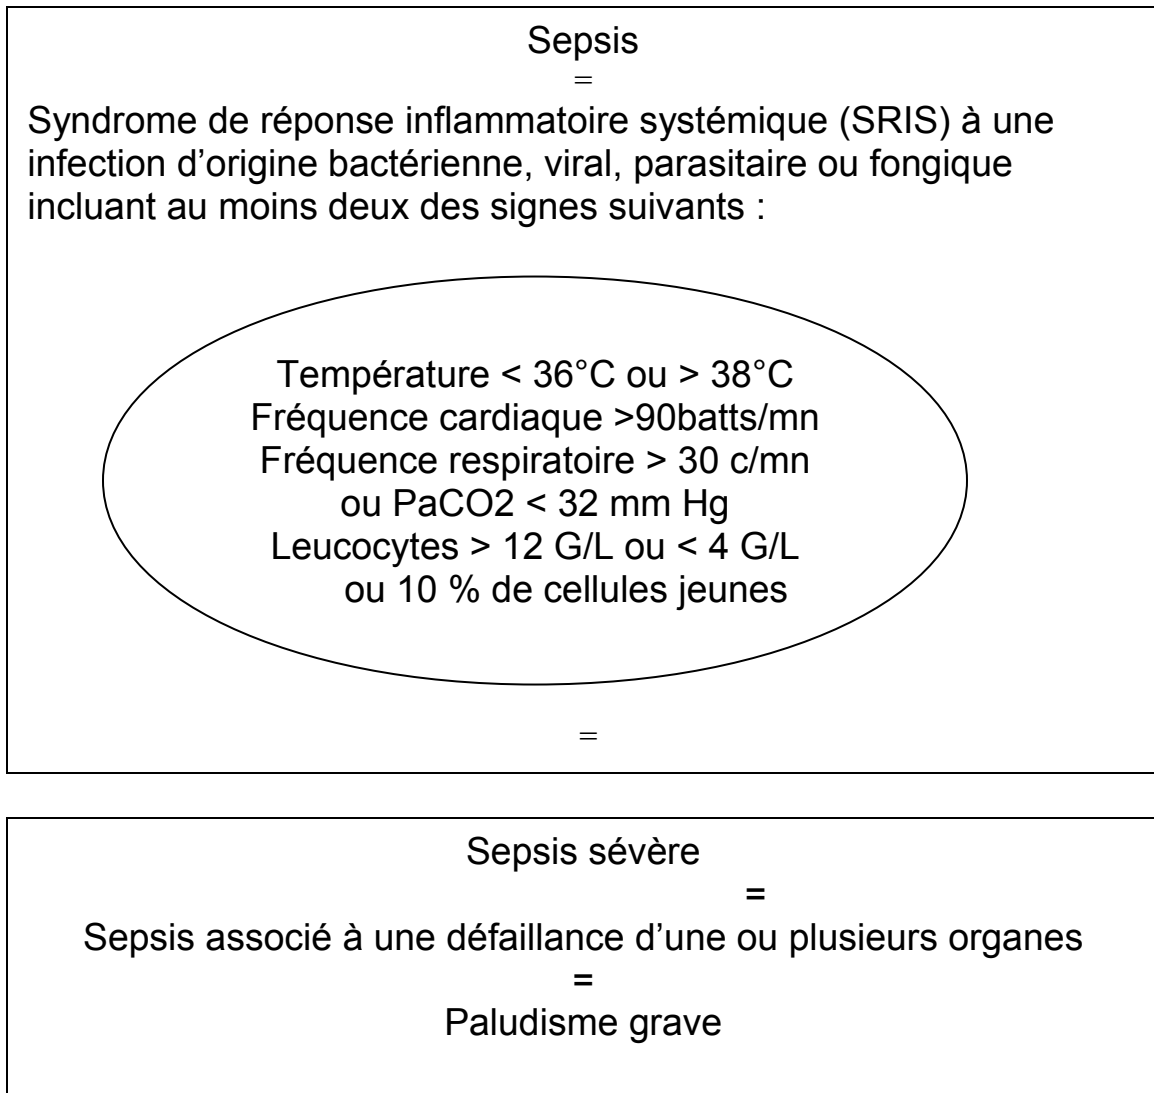 Sepsis
=
Syndrome de réponse inflammatoire systémique (SRIS) à une
infection d’origine bactérienne, viral, parasitaire ou fongique
incluant au moins deux des signes suivants :
Température < 36°C ou > 38°C
Fréquence cardiaque >90batts/mn
Fréquence respiratoire > 30 c/mn
ou PaCO2 < 32 mm Hg
Leucocytes > 12 G/L ou < 4 G/L
ou 10 % de cellules jeunes
=
Sepsis sévère
=
Sepsis associé à une défaillance d’une ou plusieurs organes
=
Paludisme grave